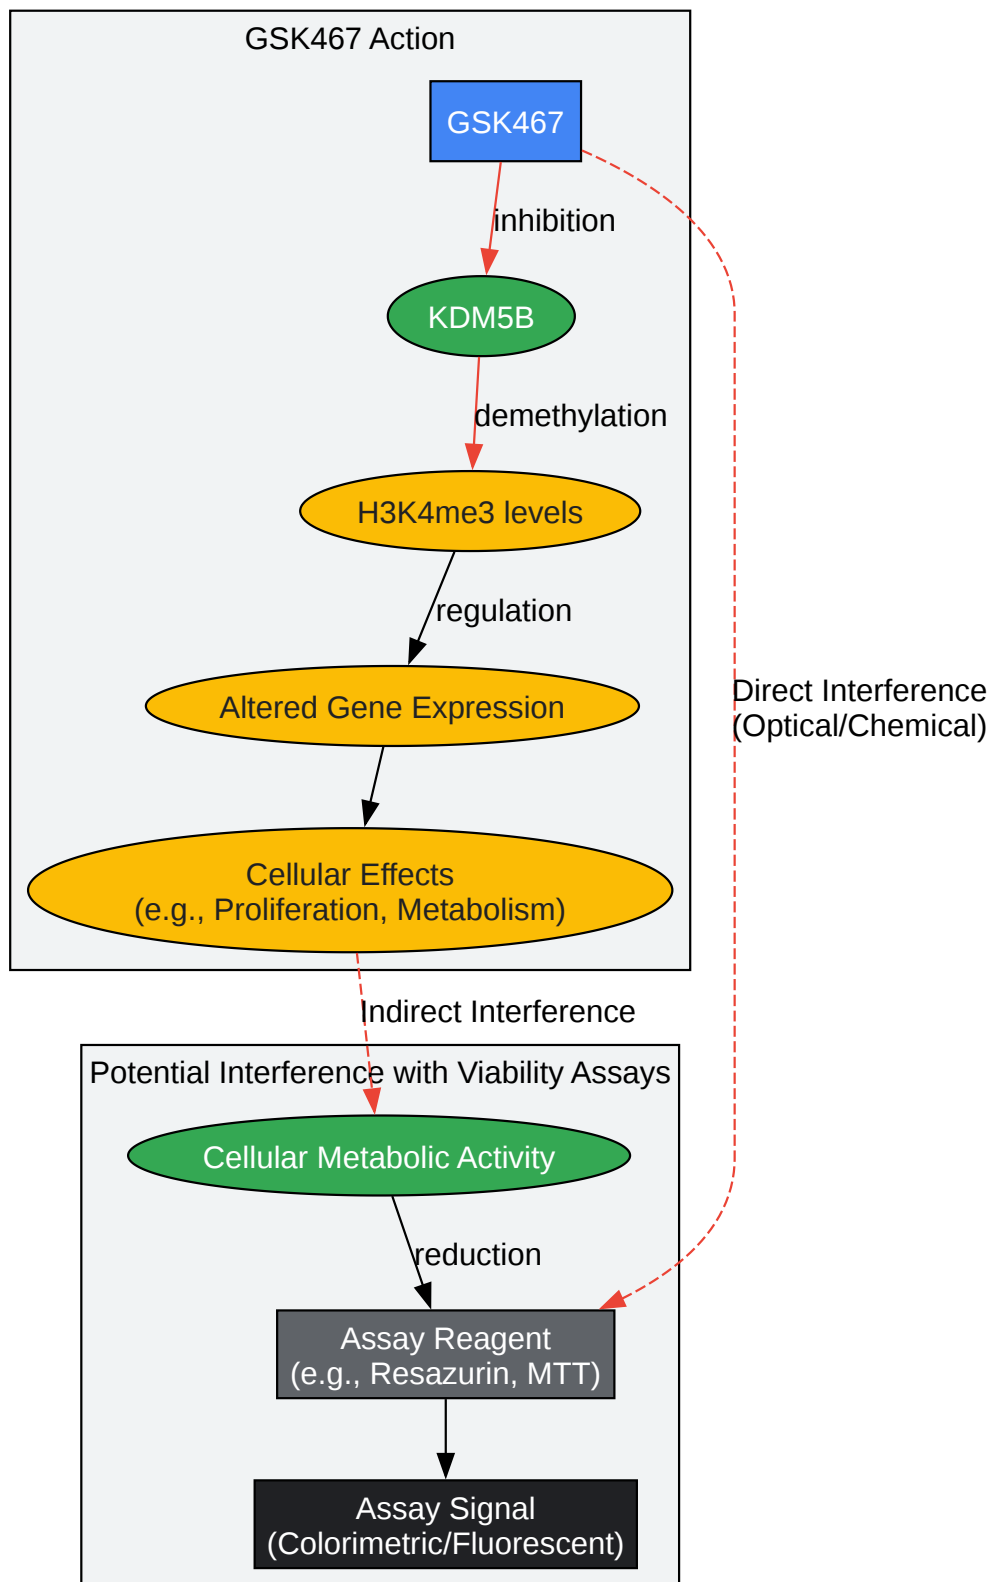 GSK467 Action
GSK467
inhibition
KDM5B
demethylation
H3K4me3 levels
regulation
Altered Gene Expression
Direct Interference
(Optical/Chemical)
Cellular Effects
(e.g., Proliferation, Metabolism)
Indirect Interference
Potential Interference with Viability Assays
Cellular Metabolic Activity
reduction
Assay Reagent
(e.g., Resazurin, MTT)
Assay Signal
(Colorimetric/Fluorescent)